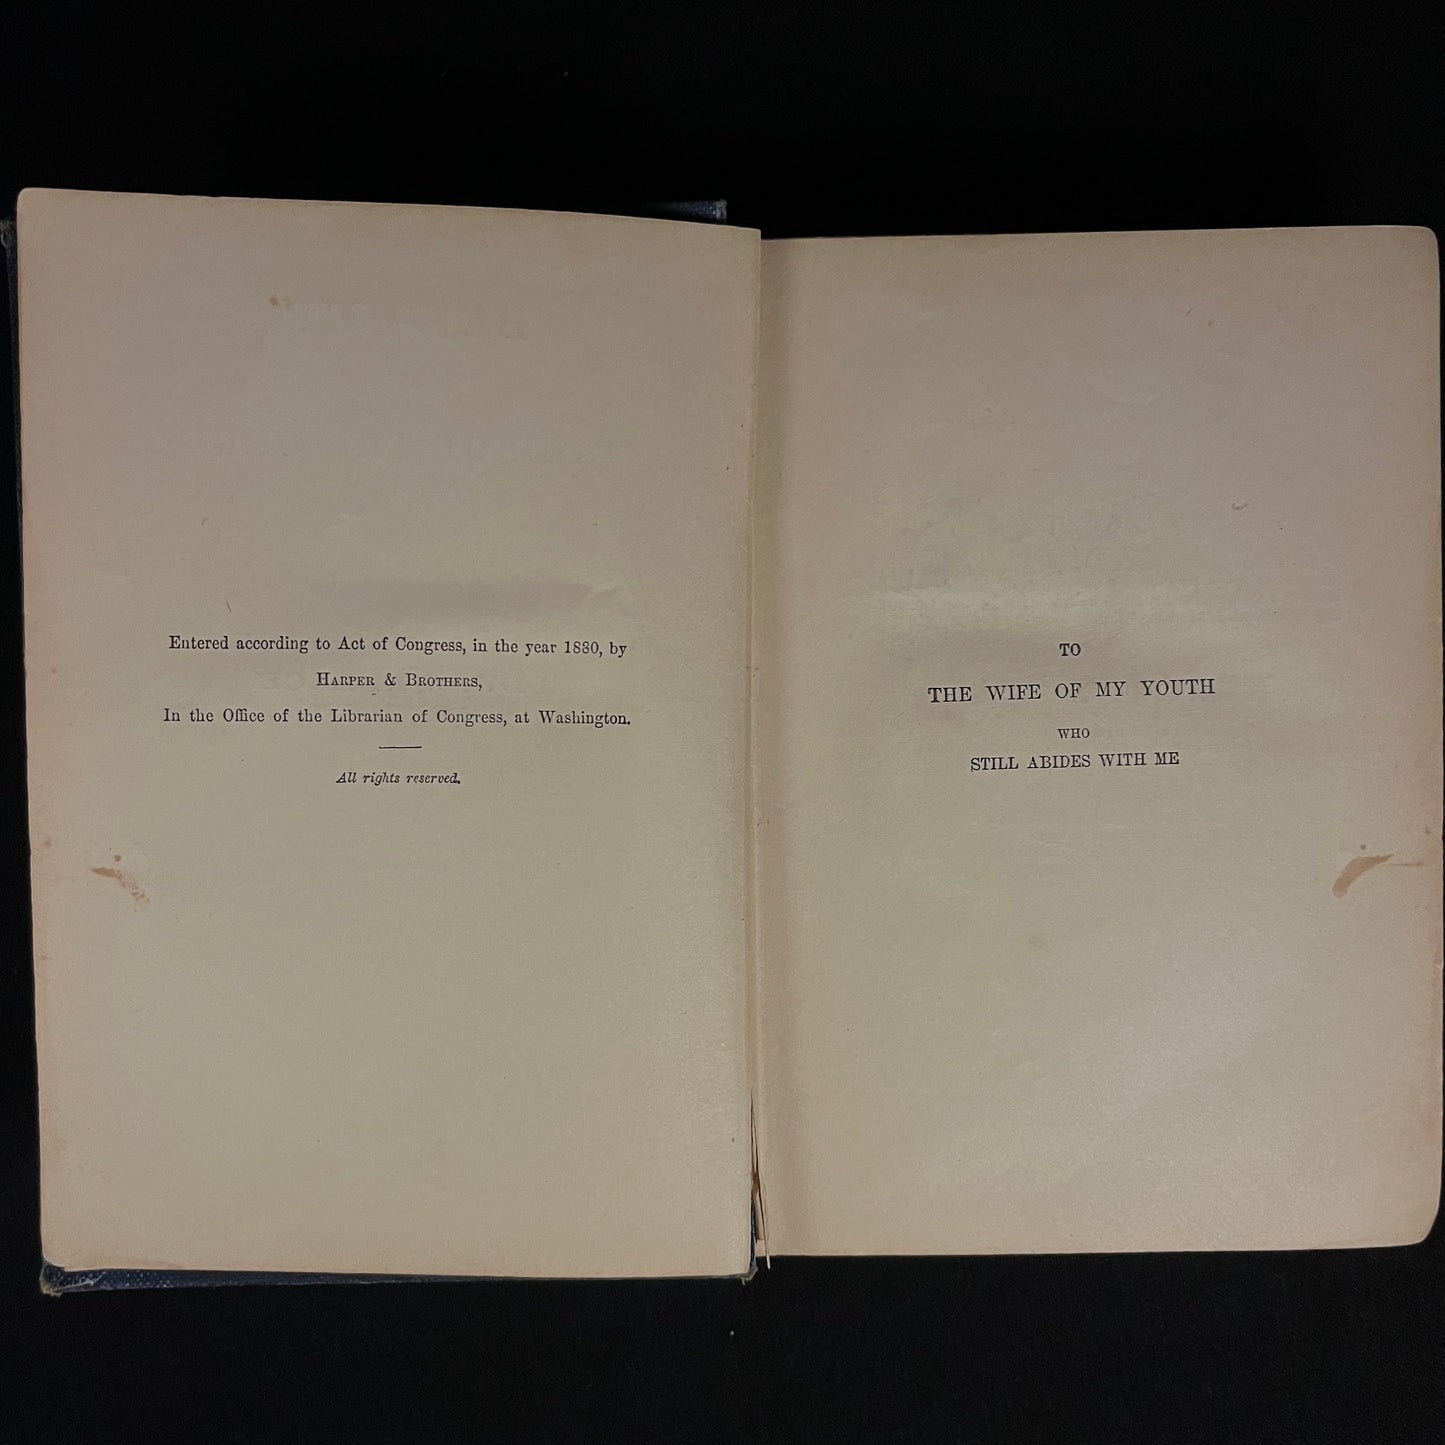 Entered according to Act of Congress, in the year 1880, by
Harper & Brothers,
In the Office of the Librarian of Congress, at Washington.
All rights reserved.
TO
THE WIFE OF MY YOUTH
WHO
STILL ABIDES WITH ME